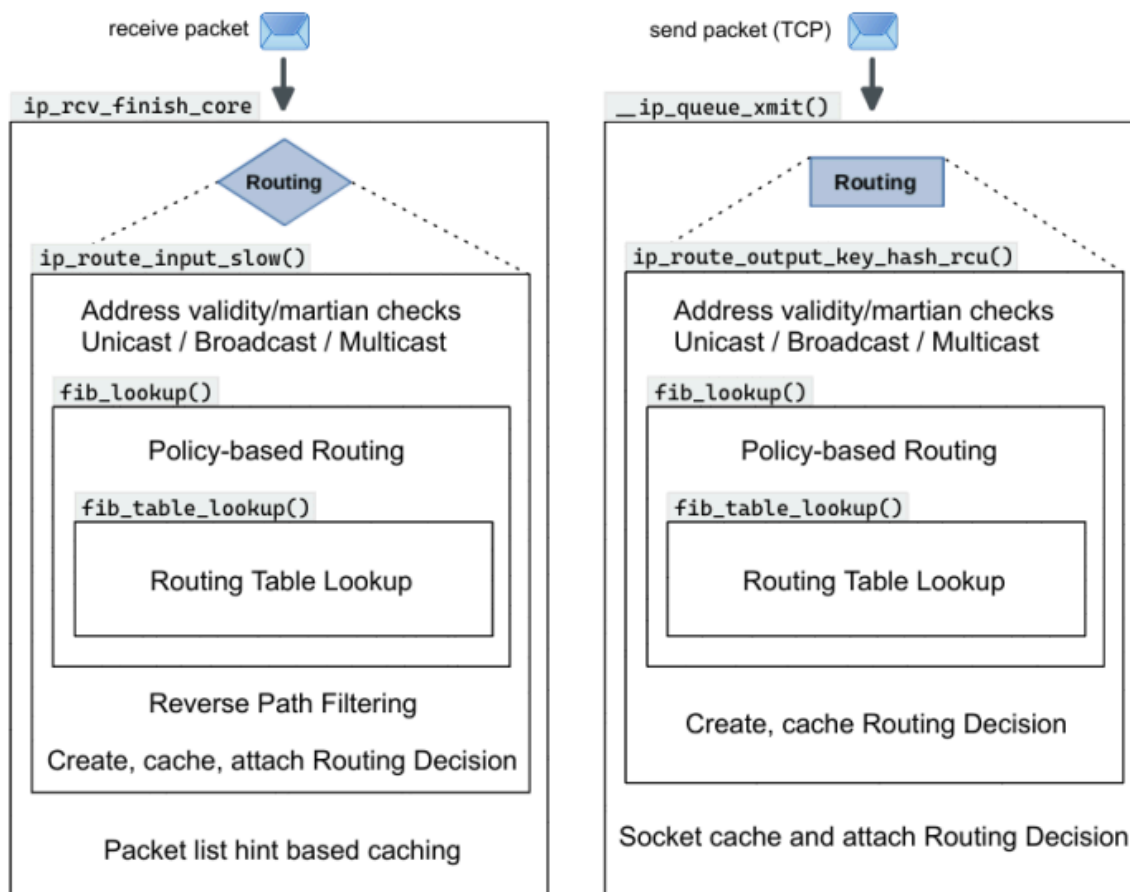 receive packet
ip_rcv_finish_core
Routing
ip_route_input_slow()
Address validity/martian checks
Unicast / Broadcast / Multicast
fib_lookup()
Policy-based Routing
fib_table_lookup()
Routing Table Lookup
Reverse Path Filtering
Create, cache, attach Routing Decision
Packet list hint based caching
send packet (TCP)
__ip_queue_xmit()
Routing
ip_route_output_key_hash_rcu()
Address validity/martian checks
Unicast / Broadcast / Multicast
fib_lookup()
Policy-based Routing
fib_table_lookup()
Routing Table Lookup
Create, cache Routing Decision
Socket cache and attach Routing Decision